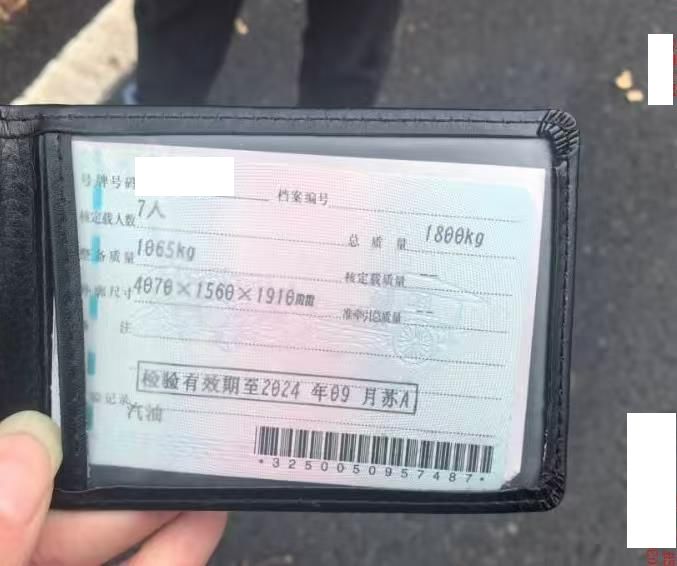 号牌号码
档案编号
核定载人数 7人
总质量 1800kg
整备质量 1065kg
核定载质量 --
外廓尺寸 4070×1560×1910mm
准牵引总质量 --
注
检验有效期至2024年09月苏A
记录
汽油
*3250050957487*